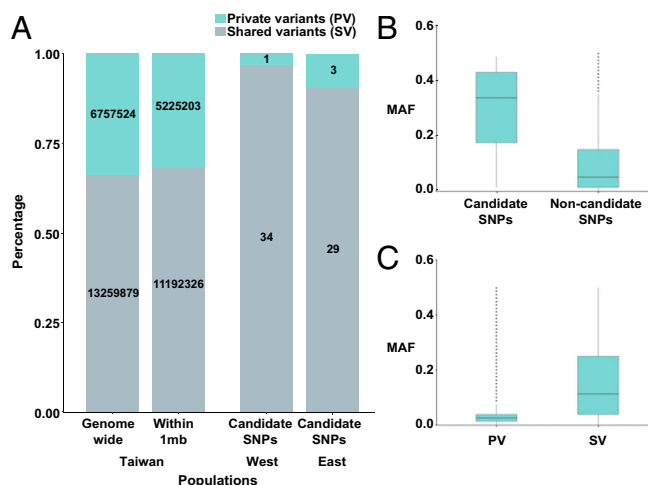 A
Private variants (PV)
Shared variants (SV)
Percentage
1.00
0.75
0.50
0.25
0.00
6757524
5225203
1
3
13259879
11192326
34
29
Genome wide
Within 1mb
Candidate SNPs
Candidate SNPs
Taiwan
West
East
Populations
B
MAF
0.6
0.4
0.2
0.0
Candidate SNPs
Non-candidate SNPs
C
MAF
0.6
0.4
0.2
0.0
PV
SV